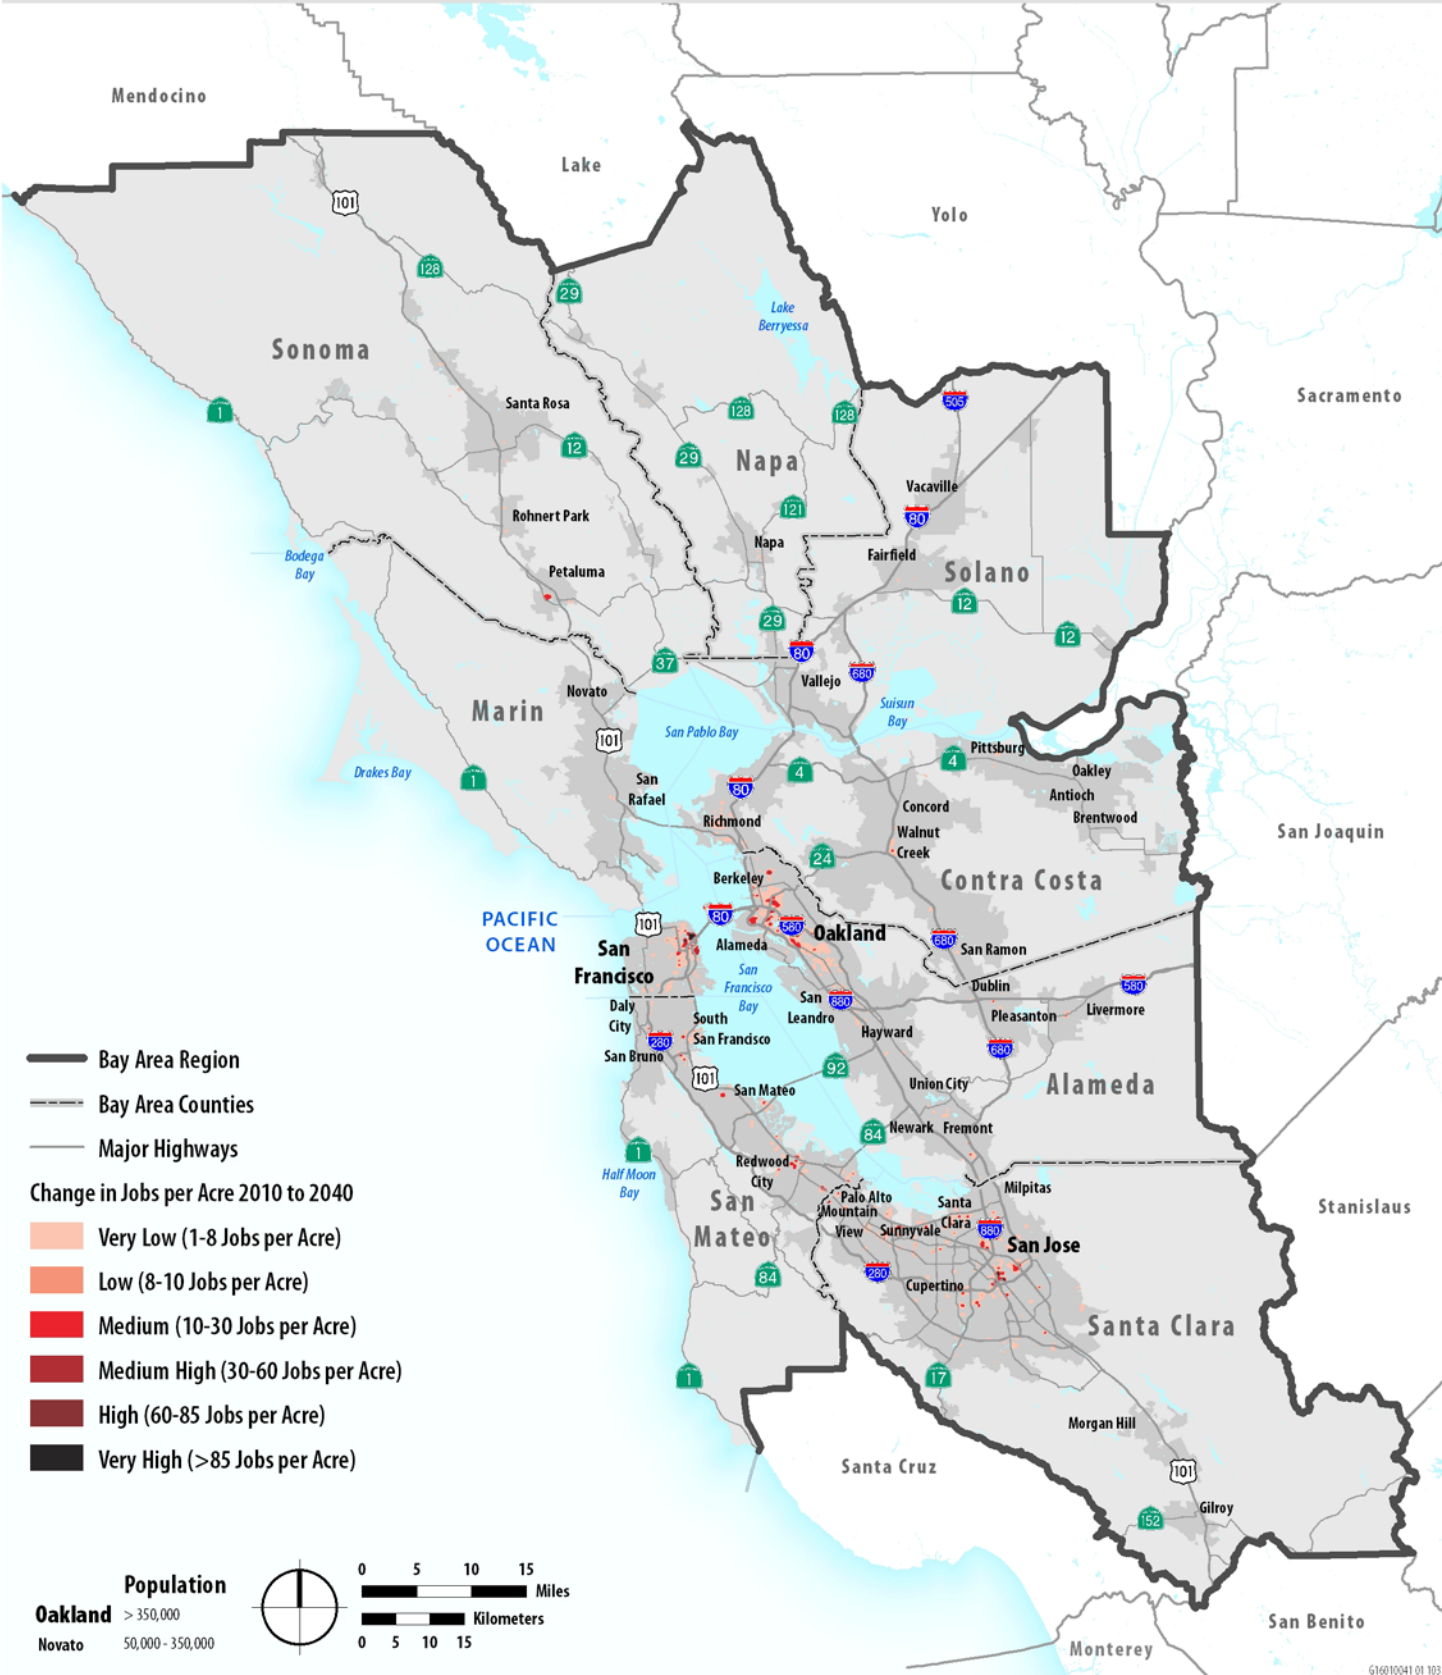 Mendocino
Lake
Yolo
101
128
29
Lake
Berryessa
Sonoma
505
Sacramento
1
Santa Rosa
128
128
12
29
Napa
Vacaville
121
80
Rohnert Park
Napa
Fairfield
Bodega
Bay
Petaluma
Solano
12
29
12
80
37
680
Vallejo
Novato
Marin
Suisun
Bay
101
San Pablo Bay
Pittsburg
4
4
Drakes Bay
1
San
Rafael
80
Oakley
Antioch
Concord
Brentwood
Richmond
Walnut
Creek
San Joaquin
24
Berkeley
Contra Costa
PACIFIC
OCEAN
101
80
580
Oakland
Alameda
680
San Ramon
San
Francisco
San
Francisco
Bay
Dublin
580
San
Leandro
680
Daly
City
South
San Francisco
Pleasanton
Livermore
Hayward
280
680
San Bruno
92
101
San Mateo
Union City
Alameda
84
Newark
Fremont
1
Redwood
City
Half Moon
Bay
Milpitas
Palo Alto
Mountain
View
Santa
Clara
San
Mateo
Sunnyvale
880
San Jose
Stanislaus
84
280
Cupertino
Santa Clara
1
17
Morgan Hill
Santa Cruz
101
152
Gilroy
San Benito
Monterey
Bay Area Region
Bay Area Counties
Major Highways
Change in Jobs per Acre 2010 to 2040
Very Low (1-8 Jobs per Acre)
Low (8-10 Jobs per Acre)
Medium (10-30 Jobs per Acre)
Medium High (30-60 Jobs per Acre)
High (60-85 Jobs per Acre)
Very High (>85 Jobs per Acre)
Population
Oakland > 350,000
Novato 50,000 - 350,000
0 5 10 15
Miles
Kilometers
0 5 10 15
G16010041 01 103